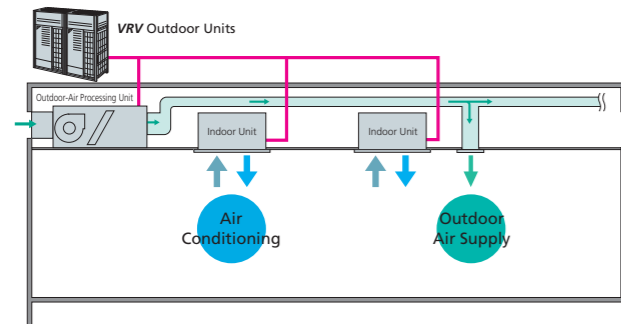 VRV Outdoor Units
Outdoor-Air Processing Unit
Indoor Unit
Indoor Unit
Air
Conditioning
Outdoor
Air Supply